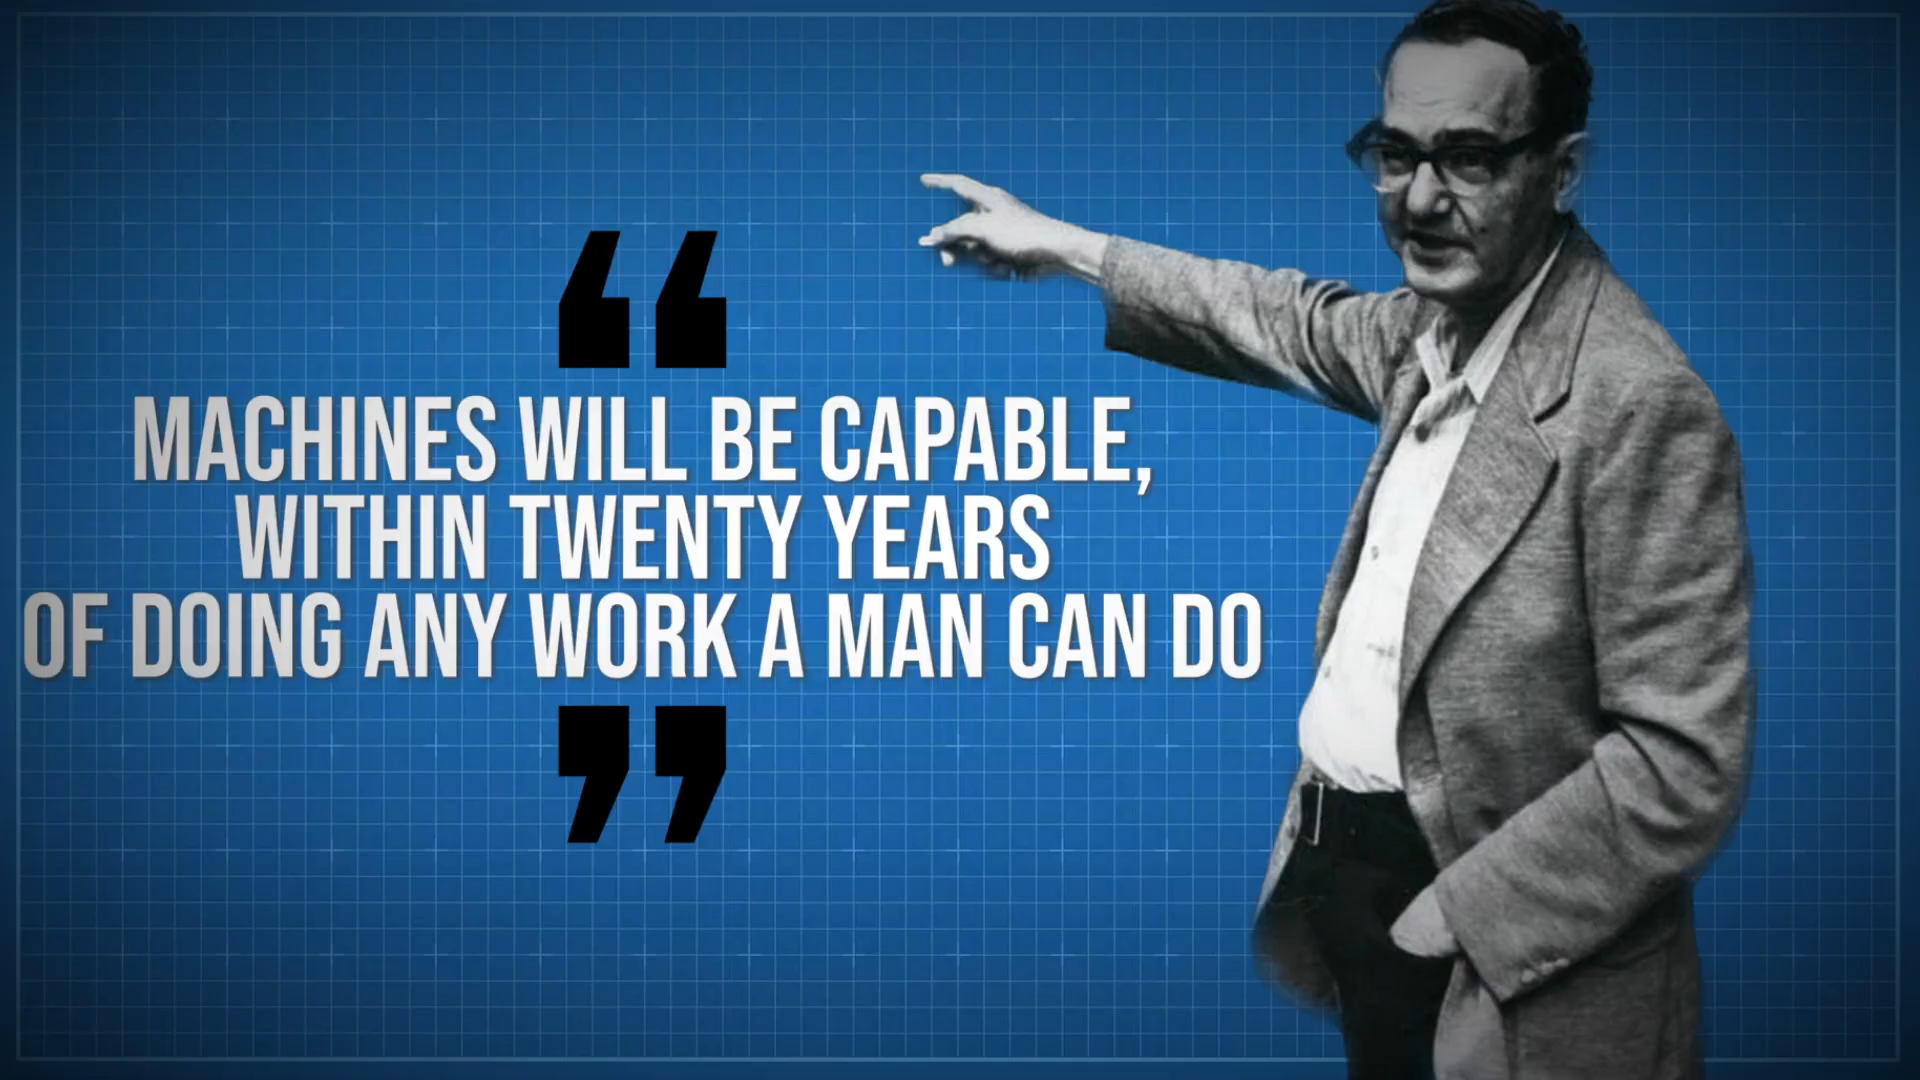 “
MACHINES WILL BE CAPABLE,
WITHIN TWENTY YEARS
OF DOING ANY WORK A MAN CAN DO
”